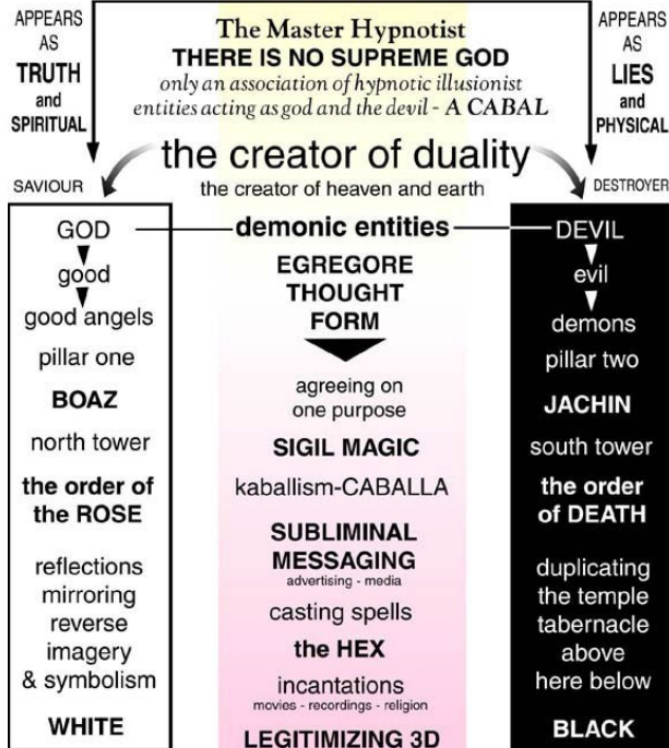 APPEARS
AS
TRUTH
and
SPIRITUAL
The Master Hypnotist
THERE IS NO SUPREME GOD
only an association of hypnotic illusionist
entities acting as god and the devil - A CABAL
APPEARS
AS
LIES
and
PHYSICAL
the creator of duality
the creator of heaven and earth
SAVIOUR
DESTROYER
GOD
good
good angels
pillar one
BOAZ
north tower
the order of
the ROSE
reflections
mirroring
reverse
imagery
& symbolism
WHITE
demonic entities
EGREGORE
THOUGHT
FORM
agreeing on
one purpose
SIGIL MAGIC
kaballism-CABALLA
SUBLIMINAL
MESSAGING
advertising - media
casting spells
the HEX
incantations
movies - recordings - religion
LEGITIMIZING 3D
DEVIL
evil
demons
pillar two
JACHIN
south tower
the order
of DEATH
duplicating
the temple
tabernacle
above
here below
BLACK